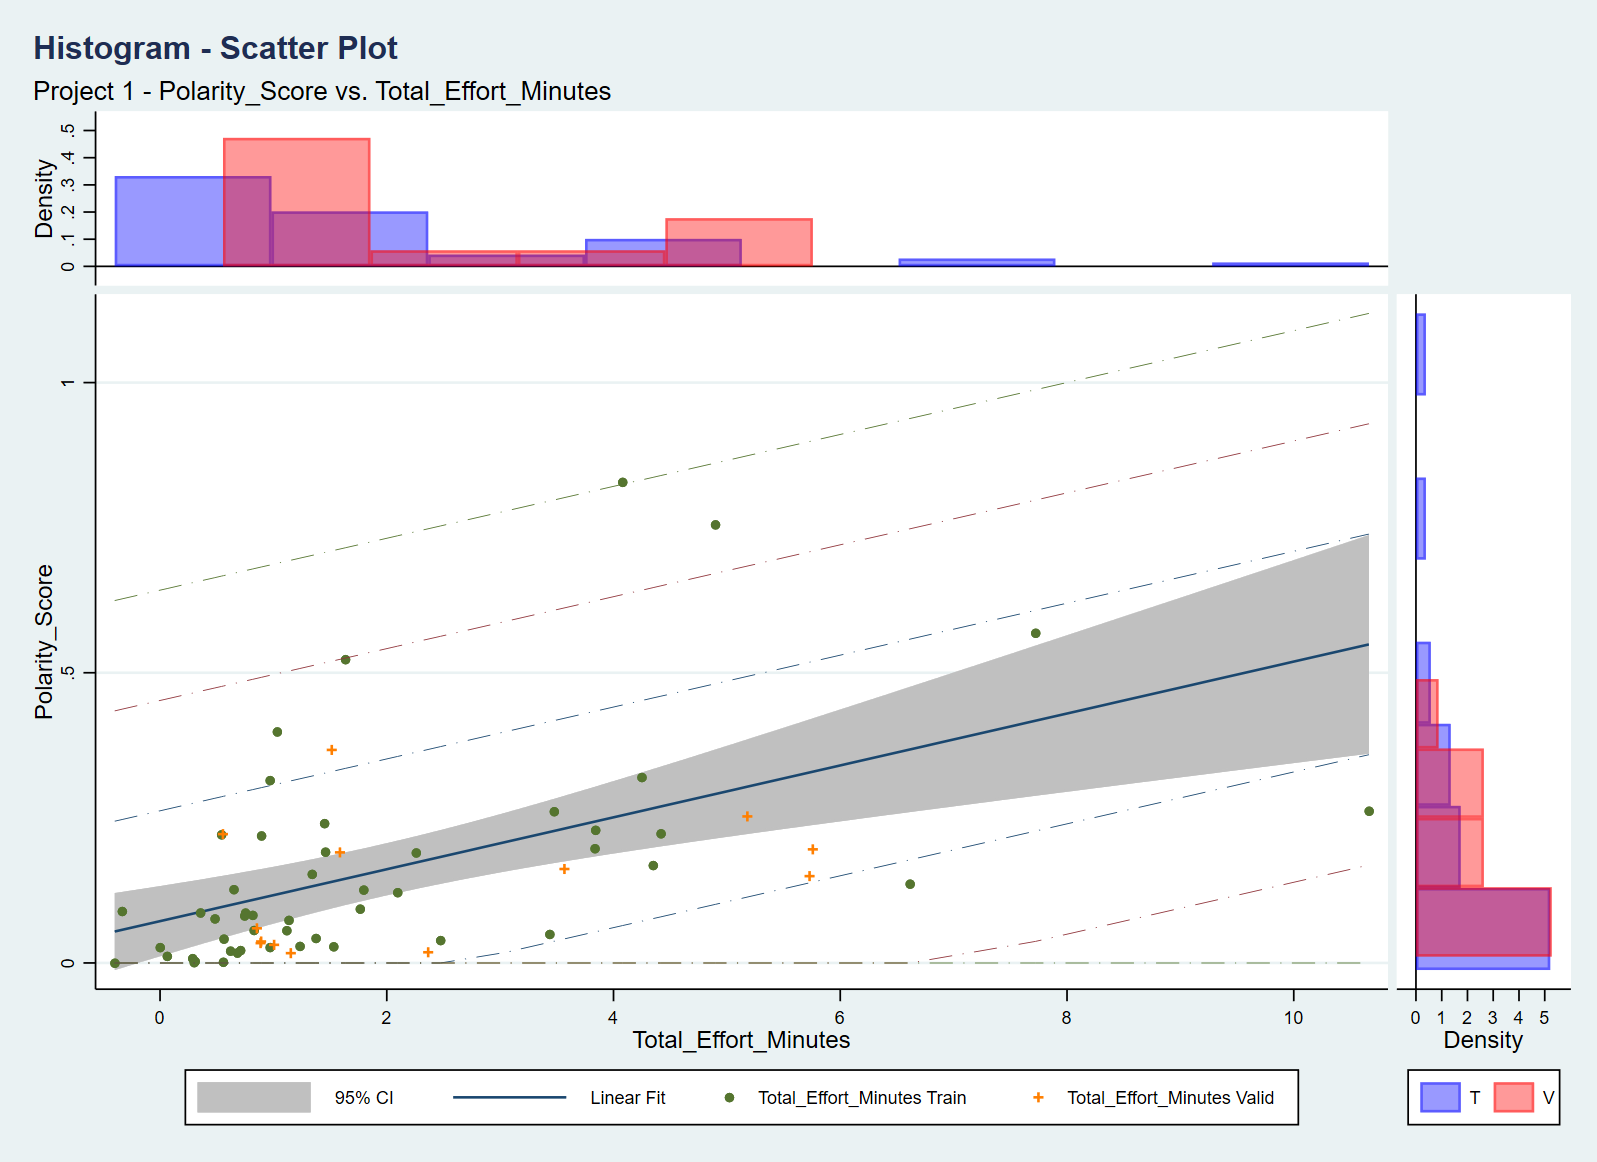 Histogram - Scatter Plot
Project 1 - Polarity_Score vs. Total_Effort_Minutes
Density
.5
.4
.3
.2
.1
0
Polarity_Score
1
.5
0
0 2 4 6 8 10
Total_Effort_Minutes
0 1 2 3 4 5
Density
95% CI Linear Fit Total_Effort_Minutes Train Total_Effort_Minutes Valid
T V